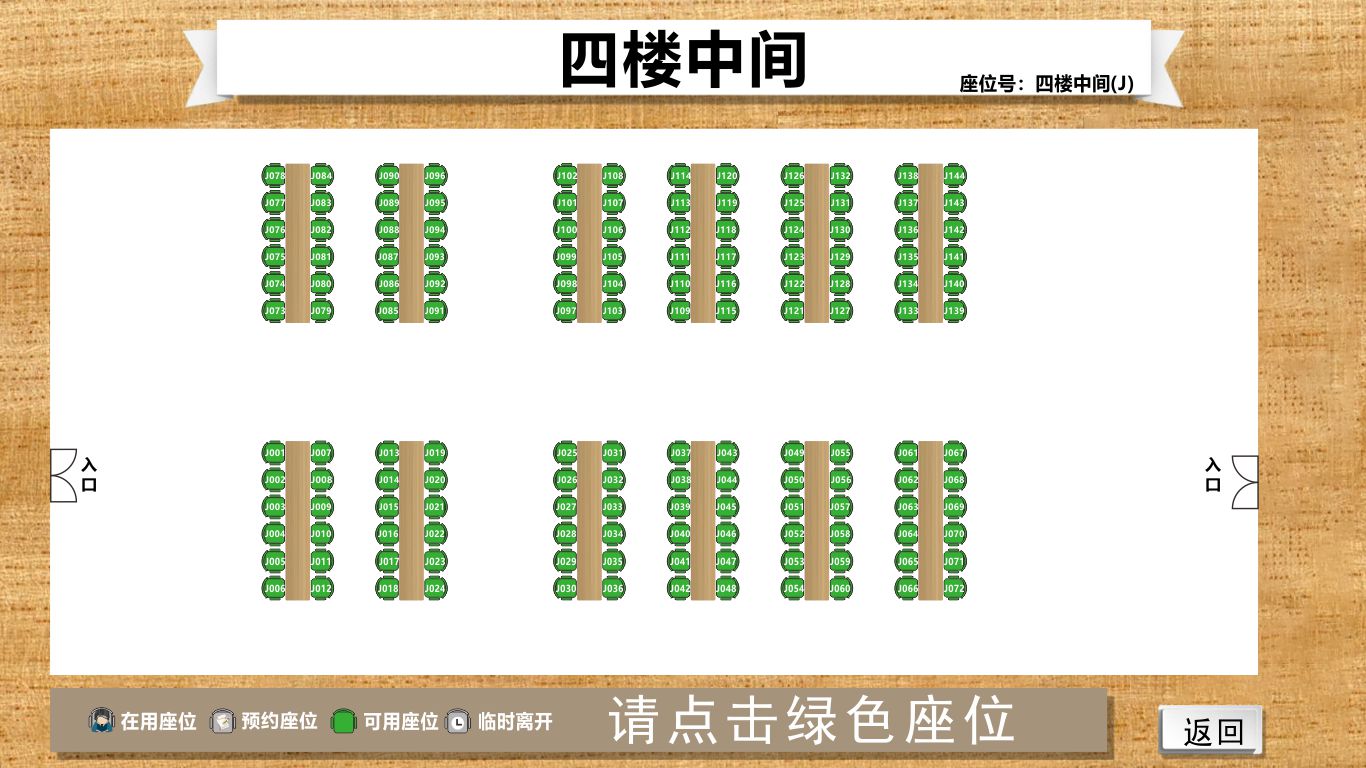 四楼中间
座位号：四楼中间(J)
J078 J084 J090 J096 J102 J108 J114 J120 J126 J132 J138 J144
J077 J083 J089 J095 J101 J107 J113 J119 J125 J131 J137 J143
J076 J082 J088 J094 J100 J106 J112 J118 J124 J130 J136 J142
J075 J081 J087 J093 J099 J105 J111 J117 J123 J129 J135 J141
J074 J080 J086 J092 J098 J104 J110 J116 J122 J128 J134 J140
J073 J079 J085 J091 J097 J103 J109 J115 J121 J127 J133 J139
J001 J007 J013 J019 J025 J031 J037 J043 J049 J055 J061 J067
J002 J008 J014 J020 J026 J032 J038 J044 J050 J056 J062 J068
J003 J009 J015 J021 J027 J033 J039 J045 J051 J057 J063 J069
J004 J010 J016 J022 J028 J034 J040 J046 J052 J058 J064 J070
J005 J011 J017 J023 J029 J035 J041 J047 J053 J059 J065 J071
J006 J012 J018 J024 J030 J036 J042 J048 J054 J060 J066 J072
入口
入口
在用座位 预约座位 可用座位 临时离开
请点击绿色座位
返回